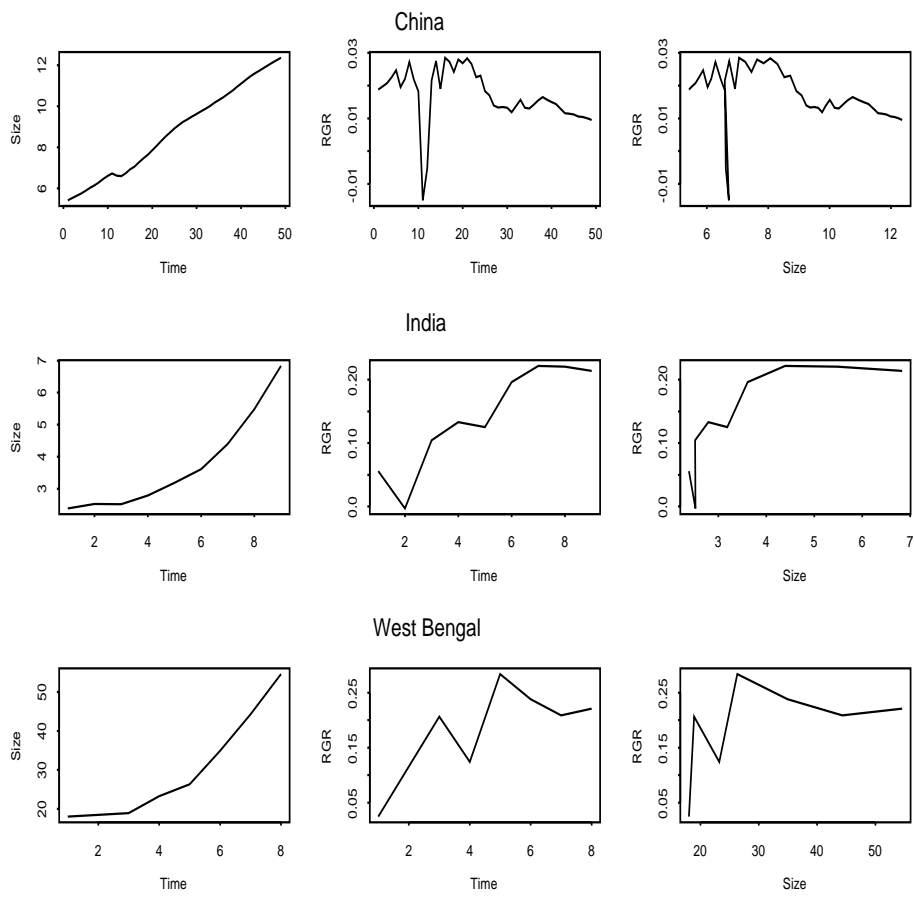 China
Size
6 8 10 12
0 10 20 30 40 50
Time
RGR
-0.01 0.01 0.03
0 10 20 30 40 50
Time
RGR
-0.01 0.01 0.03
6 8 10 12
Size
India
Size
3 4 5 6 7
2 4 6 8
Time
RGR
0.0 0.10 0.20
2 4 6 8
Time
RGR
0.0 0.10 0.20
3 4 5 6 7
Size
West Bengal
Size
20 30 40 50
2 4 6 8
Time
RGR
0.05 0.15 0.25
2 4 6 8
Time
RGR
0.05 0.15 0.25
20 30 40 50
Size